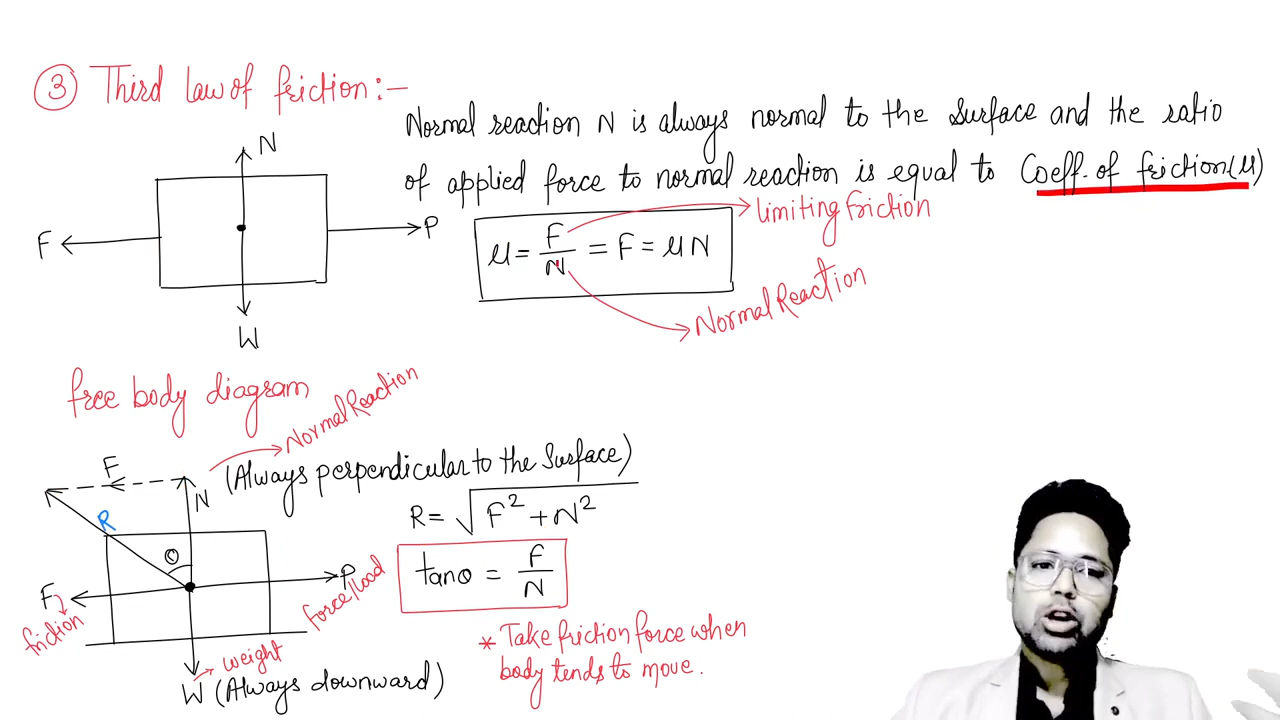 ③ Third law of friction:-
Normal reaction N is always normal to the surface and the ratio
of applied force to normal reaction is equal to Coeff. of friction(μ)
N
F
P
W
μ = F/N = F = μN
Limiting friction
Normal Reaction
free body diagram
Normal Reaction
F
N (Always perpendicular to the surface)
R
R = √F² + N²
θ
tanθ = F/N
F
P
friction
Force/Load
weight
W (Always downward)
* Take friction force when
body tends to move.